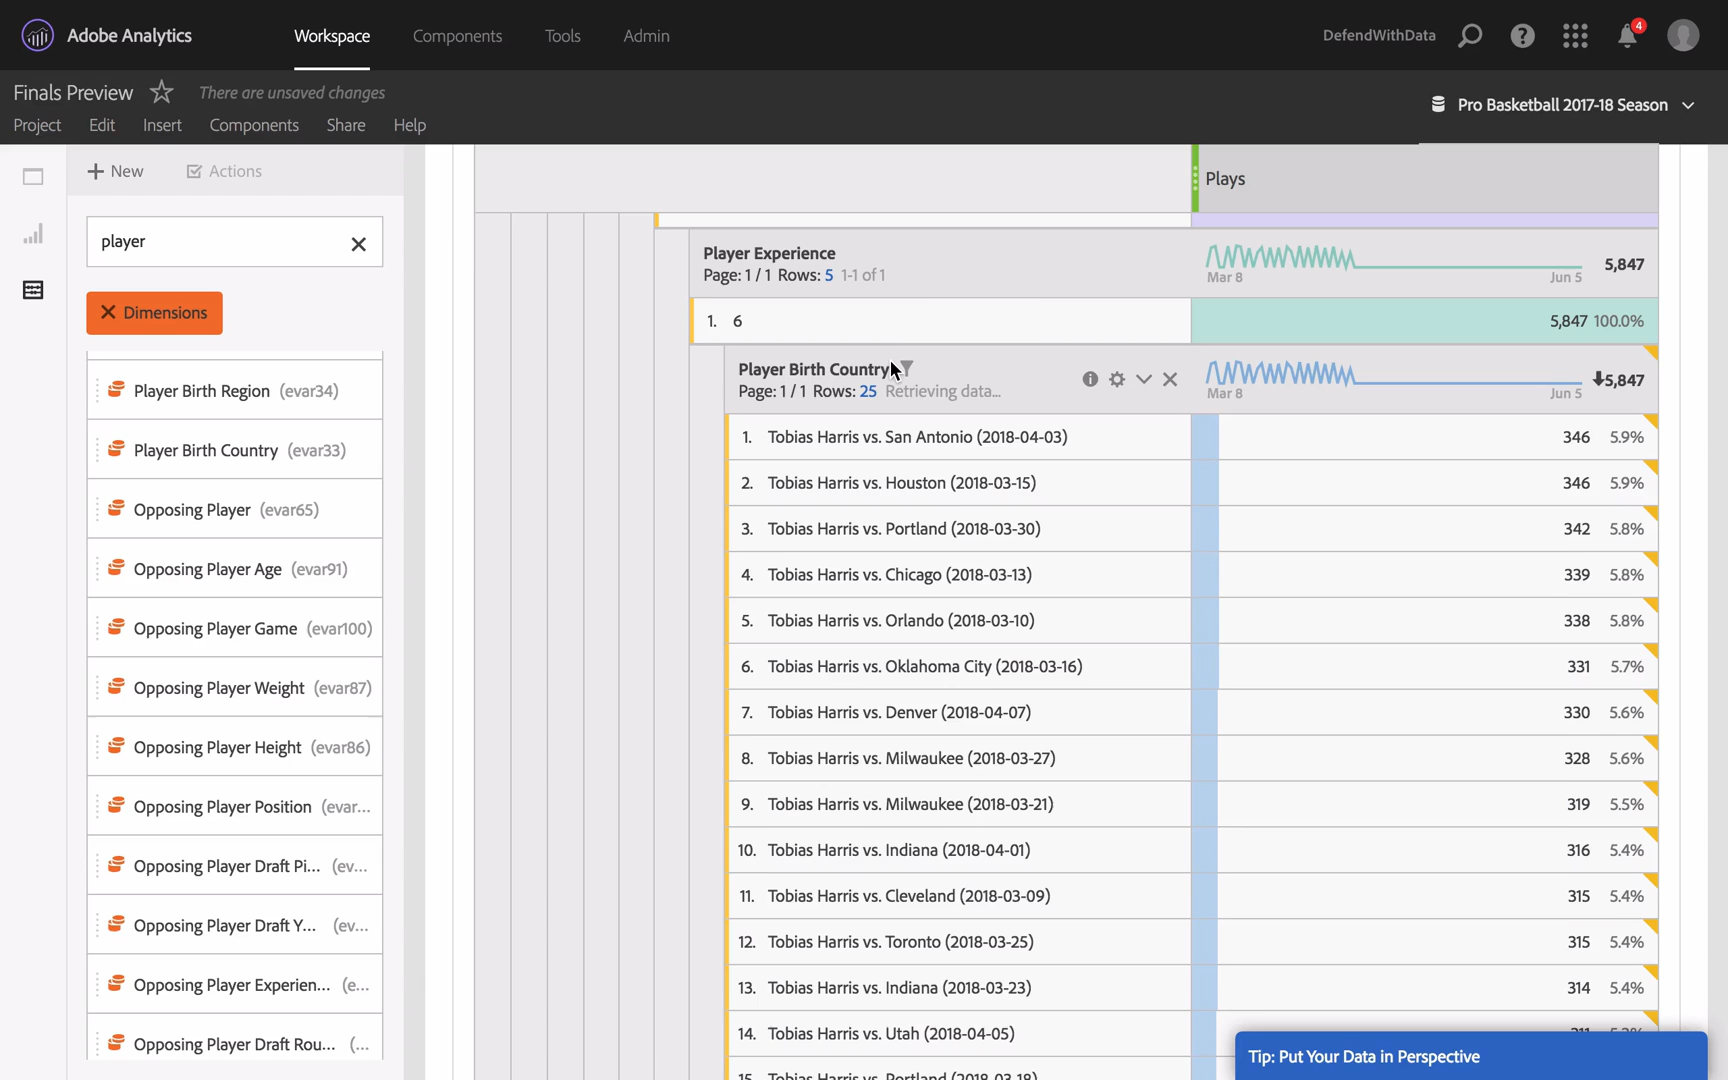 Adobe Analytics
Workspace
Components
Tools
Admin
DefendWithData
4
Finals Preview
There are unsaved changes
Pro Basketball 2017-18 Season
Project
Edit
Insert
Components
Share
Help
New
Actions
player
Dimensions
Player Birth Region (evar34)
Player Birth Country (evar33)
Opposing Player (evar65)
Opposing Player Age (evar91)
Opposing Player Game (evar100)
Opposing Player Weight (evar87)
Opposing Player Height (evar86)
Opposing Player Position (evar...
Opposing Player Draft Pi... (ev...
Opposing Player Draft Y... (ev...
Opposing Player Experien... (e...
Opposing Player Draft Rou... (...
Plays
Player Experience
Page: 1 / 1 Rows: 5 1-1 of 1
Mar 8 Jun 5
5,847
1. 6 5,847 100.0%
Player Birth Country
Page: 1 / 1 Rows: 25 Retrieving data...
Mar 8 Jun 5
5,847
1. Tobias Harris vs. San Antonio (2018-04-03) 346 5.9%
2. Tobias Harris vs. Houston (2018-03-15) 346 5.9%
3. Tobias Harris vs. Portland (2018-03-30) 342 5.8%
4. Tobias Harris vs. Chicago (2018-03-13) 339 5.8%
5. Tobias Harris vs. Orlando (2018-03-10) 338 5.8%
6. Tobias Harris vs. Oklahoma City (2018-03-16) 331 5.7%
7. Tobias Harris vs. Denver (2018-04-07) 330 5.6%
8. Tobias Harris vs. Milwaukee (2018-03-27) 328 5.6%
9. Tobias Harris vs. Milwaukee (2018-03-21) 319 5.5%
10. Tobias Harris vs. Indiana (2018-04-01) 316 5.4%
11. Tobias Harris vs. Cleveland (2018-03-09) 315 5.4%
12. Tobias Harris vs. Toronto (2018-03-25) 315 5.4%
13. Tobias Harris vs. Indiana (2018-03-23) 314 5.4%
14. Tobias Harris vs. Utah (2018-04-05)
15. Tobias Harris vs. Portland (2018-03-18)
Tip: Put Your Data in Perspective